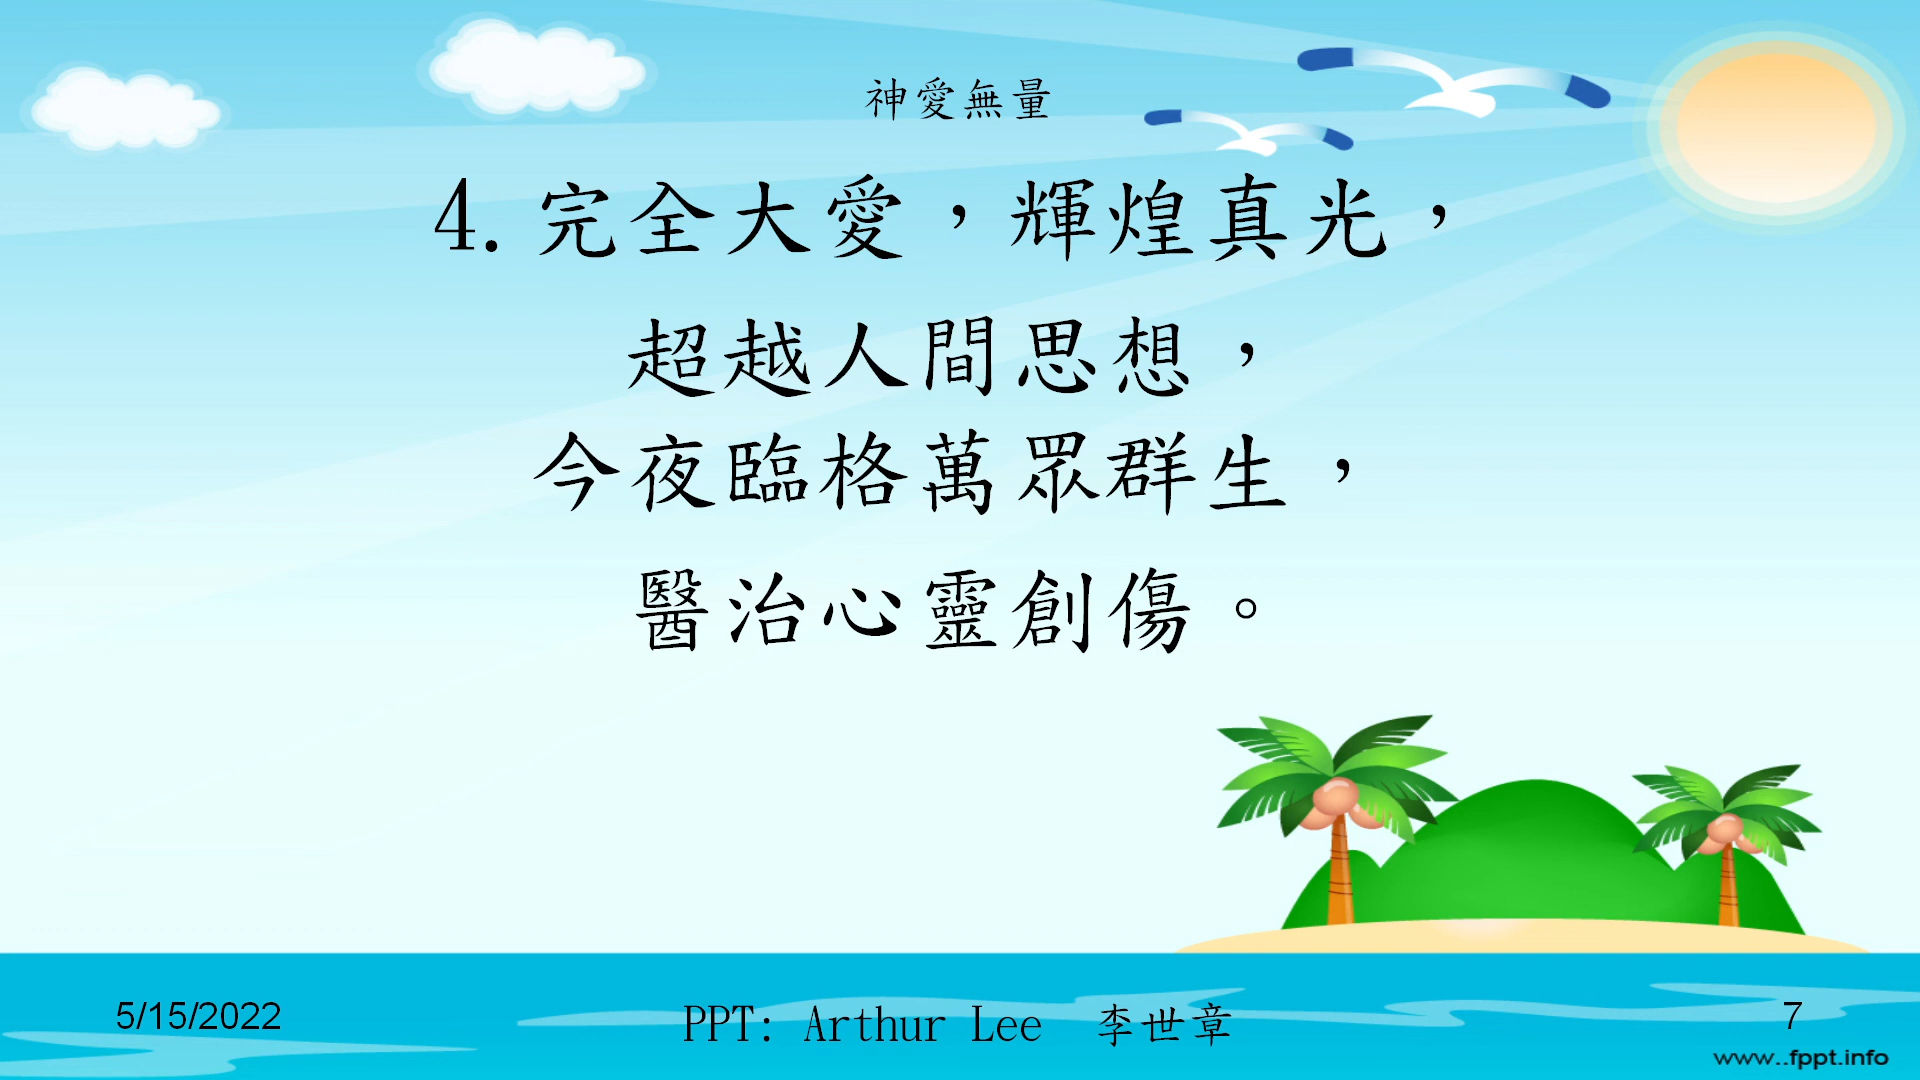 神愛無量
4.完全大愛，輝煌真光，
超越人間思想，
今夜臨格萬眾群生，
醫治心靈創傷。
5/15/2022
PPT: Arthur Lee 李世章
7
www..fppt.info